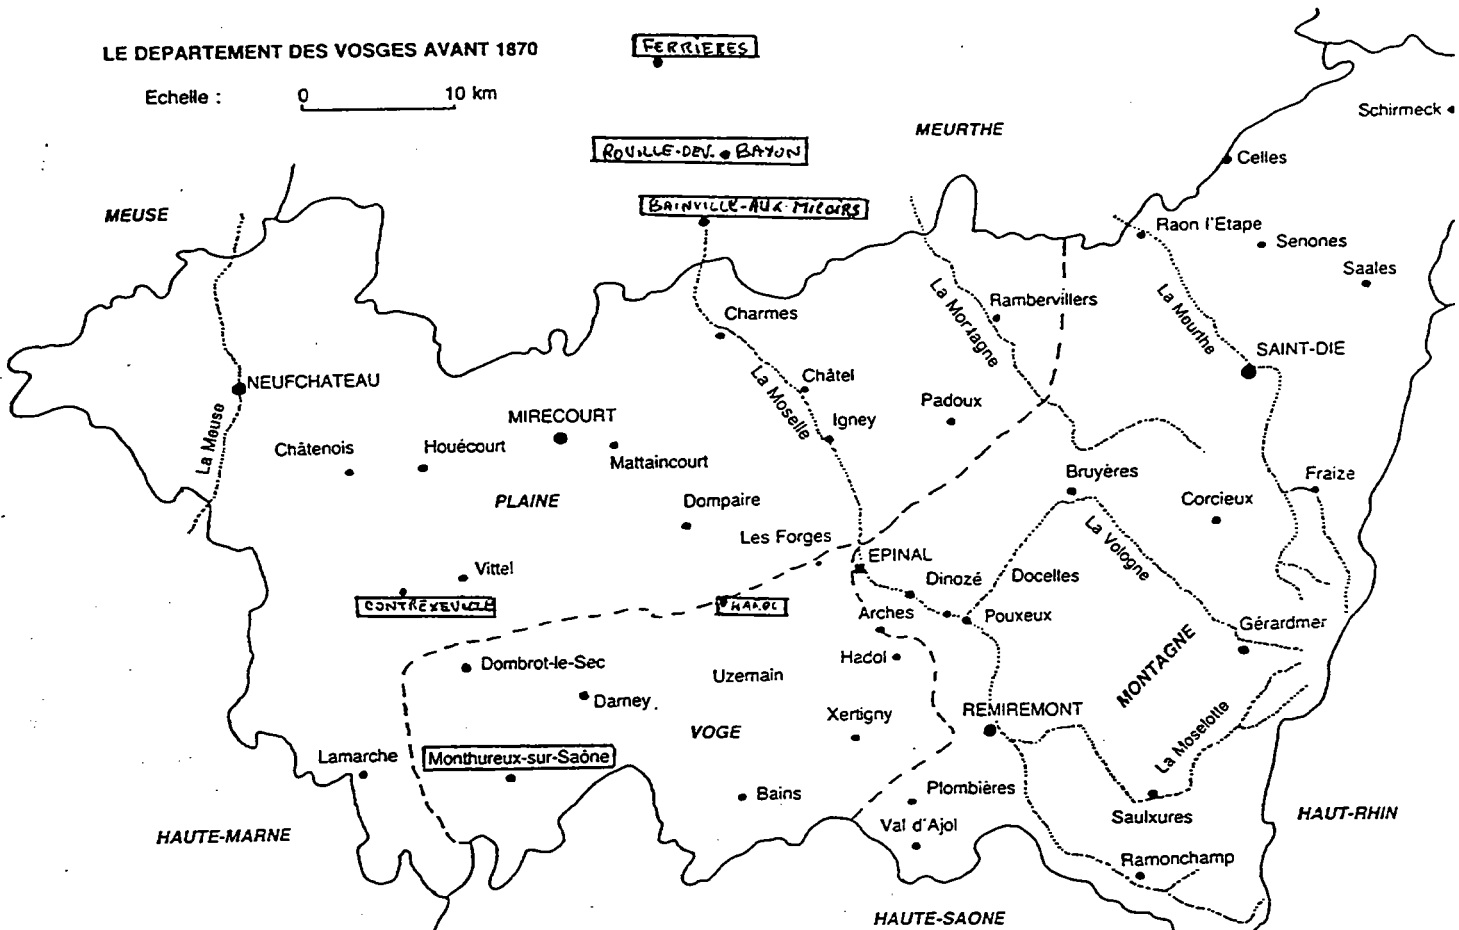 LE DEPARTEMENT DES VOSGES AVANT 1870
FERRIERES
Echelle :
0 10 km
Schirmeck
MEURTHE
ROVILLE-DEV. BAYON
Celles
BAINVILLE-AUX-MIROIRS
MEUSE
Raon l'Etape
Senones
Saales
La Mortagne
Rambervillers
La Meurthe
Charmes
SAINT-DIE
NEUFCHATEAU
La Moselle
Châtel
Padoux
MIRECOURT
Igney
La Meuse
Châtenois
Houécourt
Mattaincourt
Bruyères
Fraize
PLAINE
Dompaire
Corcieux
Les Forges
La Vologne
EPINAL
Vittel
Dinozé
Docelles
CONTREXEVILLE
HAROL
Arches
Pouxeux
Gérardmer
Hadol
MONTAGNE
Dombrot-le-Sec
Uzemain
Darney
Xertigny
REMIREMONT
La Moselotte
VOGE
Lamarche
Monthureux-sur-Saône
Bains
Plombières
Saulxures
HAUT-RHIN
HAUTE-MARNE
Val d'Ajol
Ramonchamp
HAUTE-SAONE